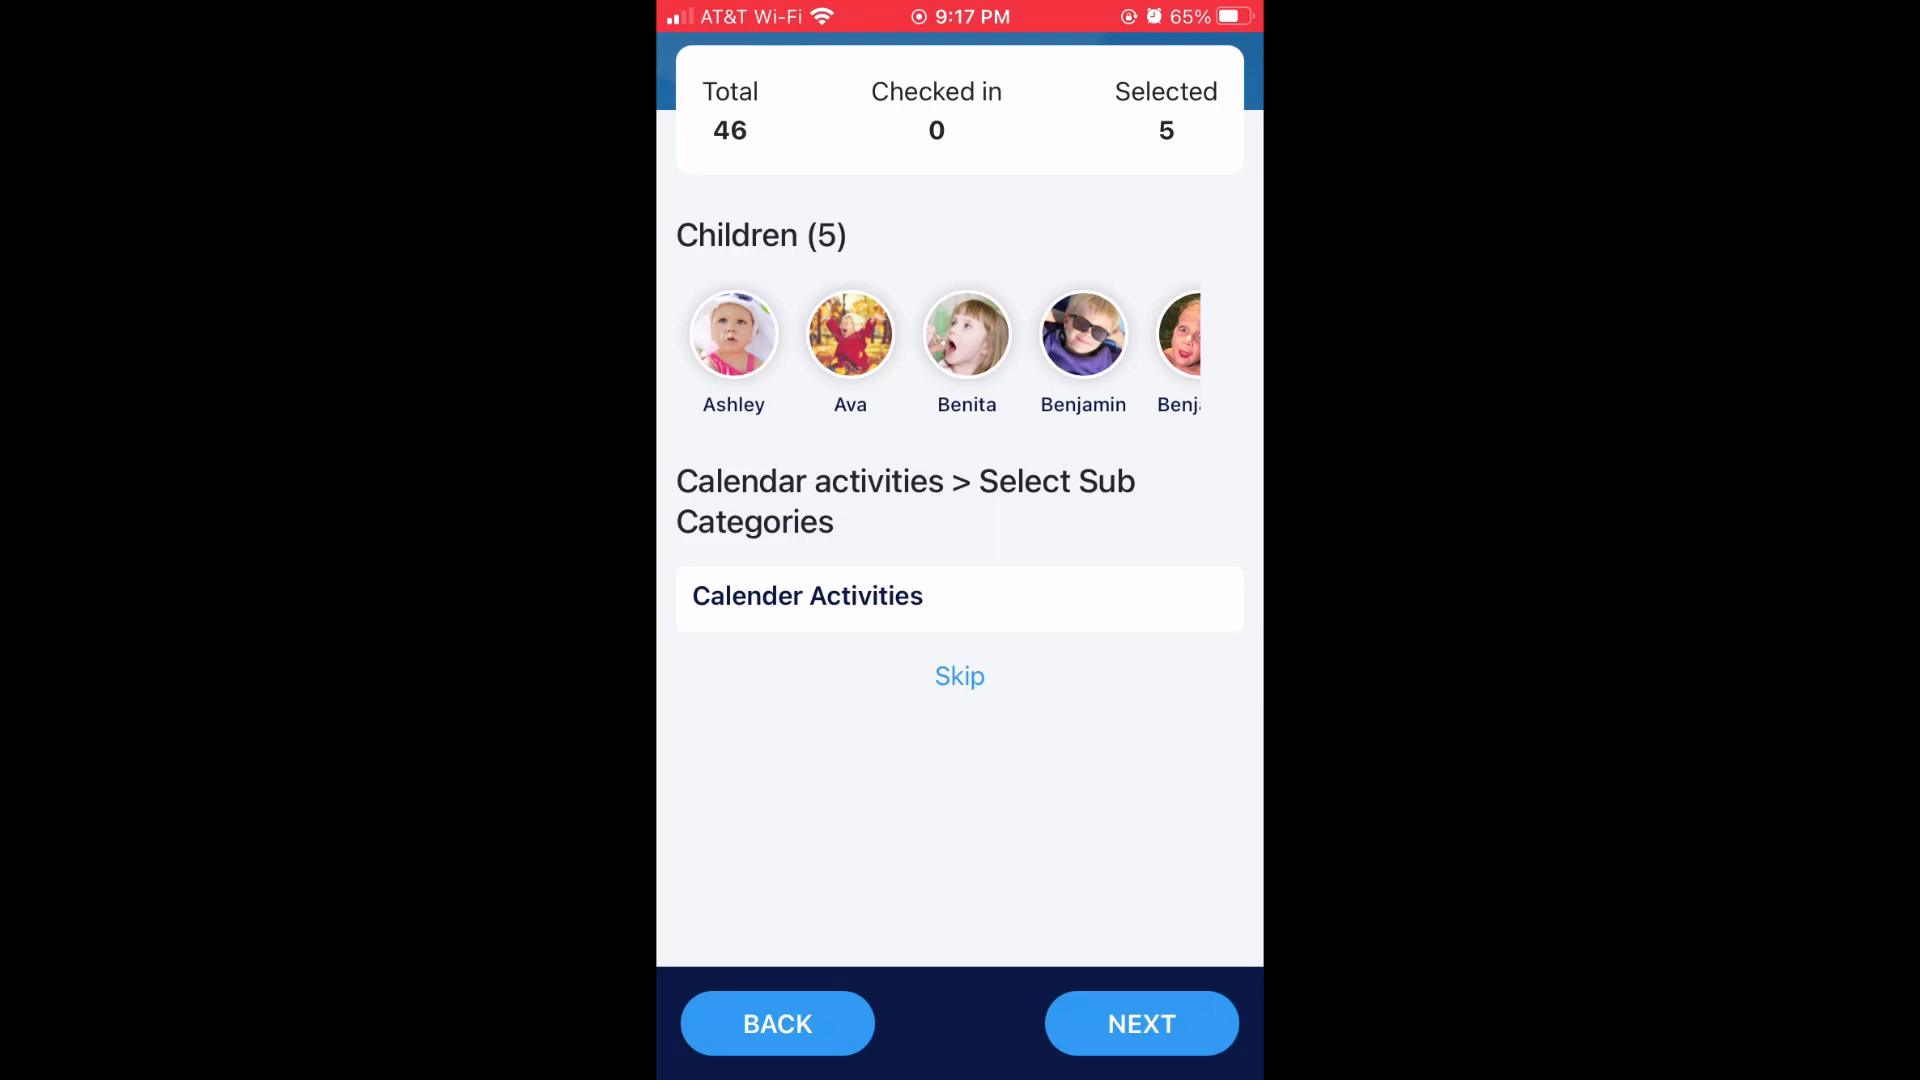 AT&T Wi-Fi 9:17 PM 65%
Total Checked in Selected
46 0 5
Children (5)
Ashley Ava Benita Benjamin Benj
Calendar activities > Select Sub
Categories
Calender Activities
Skip
BACK NEXT